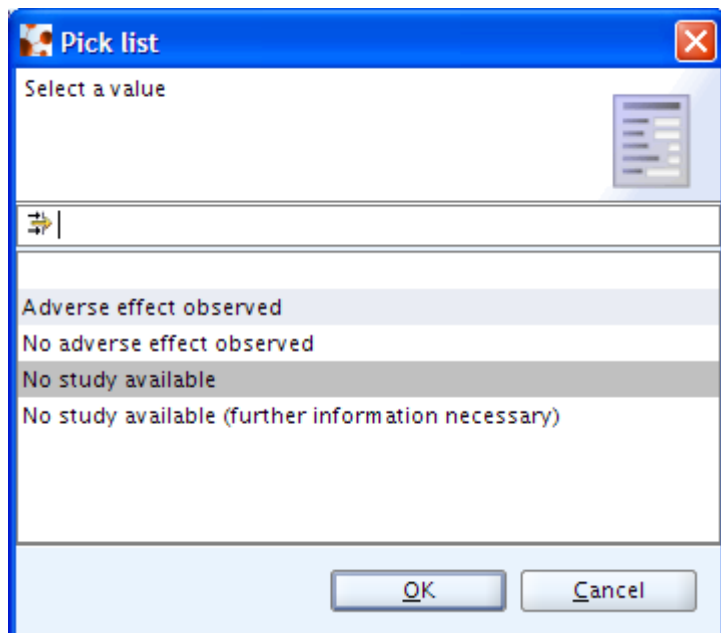 Pick list
Select a value
Adverse effect observed
No adverse effect observed
No study available
No study available (further information necessary)
OK
Cancel